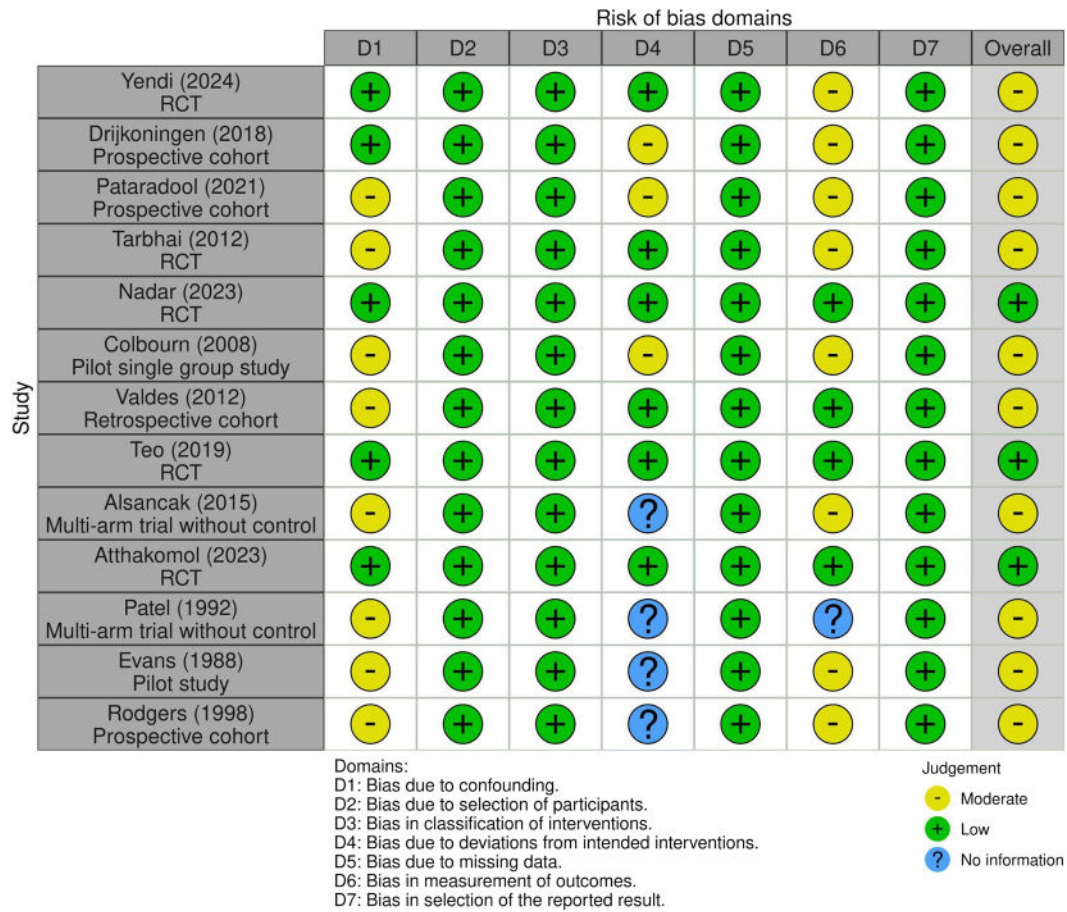 Risk of bias domains
D1 D2 D3 D4 D5 D6 D7 Overall
Study
Yendi (2024)
RCT
+ + + + + - + -
Drijkoningen (2018)
Prospective cohort
+ + + - + - + -
Pataradool (2021)
Prospective cohort
- + + - + - + -
Tarbhai (2012)
RCT
- + + + + - + -
Nadar (2023)
RCT
+ + + + + + + +
Colbourn (2008)
Pilot single group study
- + + - + - + -
Valdes (2012)
Retrospective cohort
- + + + + + + -
Teo (2019)
RCT
+ + + + + + + +
Alsancak (2015)
Multi-arm trial without control
- + + ? + - + -
Atthakomol (2023)
RCT
+ + + + + + + +
Patel (1992)
Multi-arm trial without control
- + + ? + ? + -
Evans (1988)
Pilot study
- + + ? + - + -
Rodgers (1998)
Prospective cohort
- + + ? + - + -
Domains:
D1: Bias due to confounding.
D2: Bias due to selection of participants.
D3: Bias in classification of interventions.
D4: Bias due to deviations from intended interventions.
D5: Bias due to missing data.
D6: Bias in measurement of outcomes.
D7: Bias in selection of the reported result.
Judgement
- Moderate
+ Low
? No information